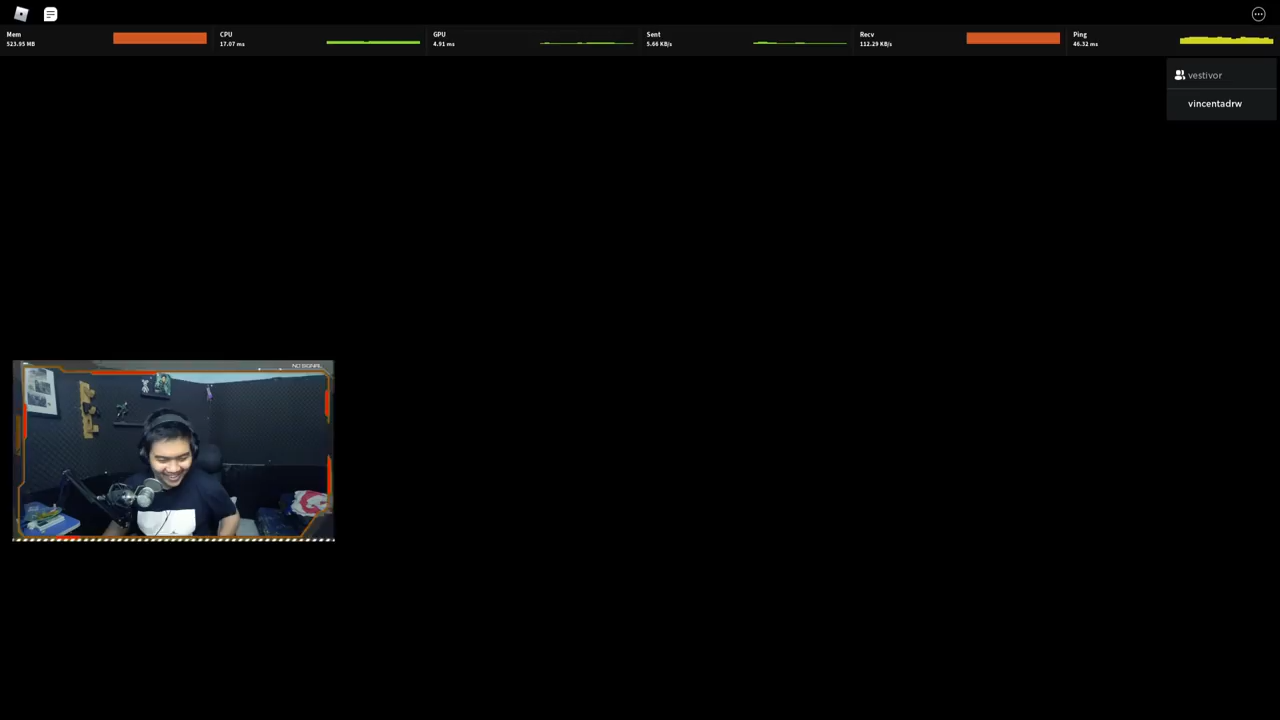 Mem
523.95 MB
CPU
17.07 ms
GPU
4.91 ms
Sent
5.66 KB/s
Recv
112.29 KB/s
Ping
46.32 ms
vestivor
vincentadrw
NO SIGNAL